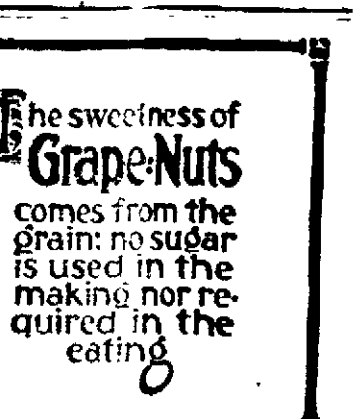 The sweetness of
Grape-Nuts
comes from the
grain: no sugar
is used in the
making nor re-
quired in the
eating